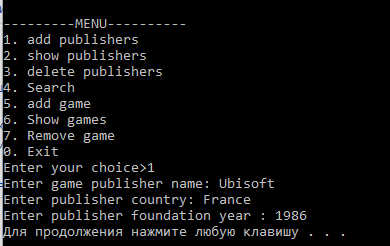 ---------MENU----------
1. add publishers
2. show publishers
3. delete publishers
4. Search
5. add game
6. Show games
7. Remove game
0. Exit
Enter your choice>1
Enter game publisher name: Ubisoft
Enter publisher country: France
Enter publisher foundation year : 1986
Для продолжения нажмите любую клавишу . . .